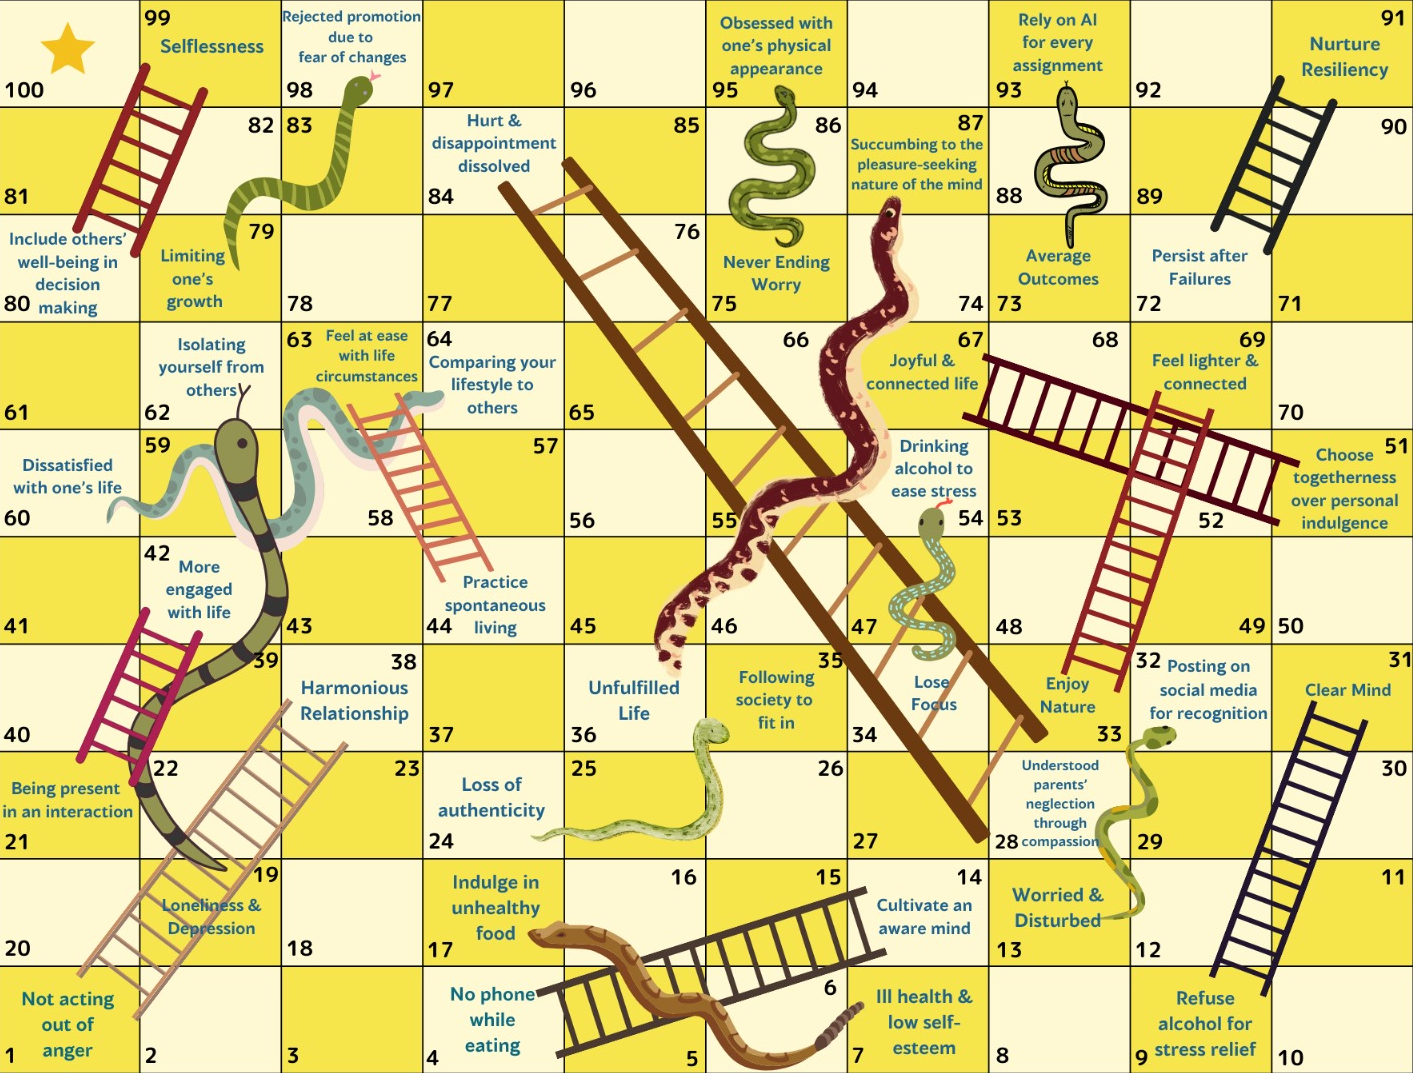 100
99
Selflessness
Rejected promotion
due to
fear of changes
98
97
96
Obsessed with
one's physical
appearance
95
94
Rely on AI
for every
assignment
93
92
91
Nurture
Resiliency
81
82
83
Hurt &
disappointment
dissolved
84
85
86
87
Succumbing to the
pleasure-seeking
nature of the mind
88
89
90
Include others'
well-being in
decision
making
80
79
Limiting
one's
growth
78
77
76
Never Ending
Worry
75
74
Average
Outcomes
73
Persist after
Failures
72
71
61
Isolating
yourself from
others
62
63
Feel at ease
with life
circumstances
64
Comparing your
lifestyle to
others
65
66
67
Joyful &
connected life
68
69
Feel lighter &
connected
70
Dissatisfied
with one's life
60
59
58
57
56
55
Drinking
alcohol to
ease stress
54
53
52
51
Choose
togetherness
over personal
indulgence
41
42
More
engaged
with life
43
Practice
spontaneous
living
44
45
46
47
48
49
50
40
39
38
Harmonious
Relationship
37
Unfulfilled
Life
36
35
Following
society to
fit in
Lose
Focus
34
Enjoy
Nature
33
32
Posting on
social media
for recognition
31
Clear Mind
Being present
in an interaction
21
22
23
Loss of
authenticity
24
25
26
27
Understood
parents'
neglection
through
compassion
28
29
30
20
19
Loneliness &
Depression
18
Indulge in
unhealthy
food
17
16
15
14
Cultivate an
aware mind
Worried &
Disturbed
13
12
11
Not acting
out of
anger
1
2
3
No phone
while
eating
4
5
6
Ill health &
low self-
esteem
7
8
Refuse
alcohol for
stress relief
9
10